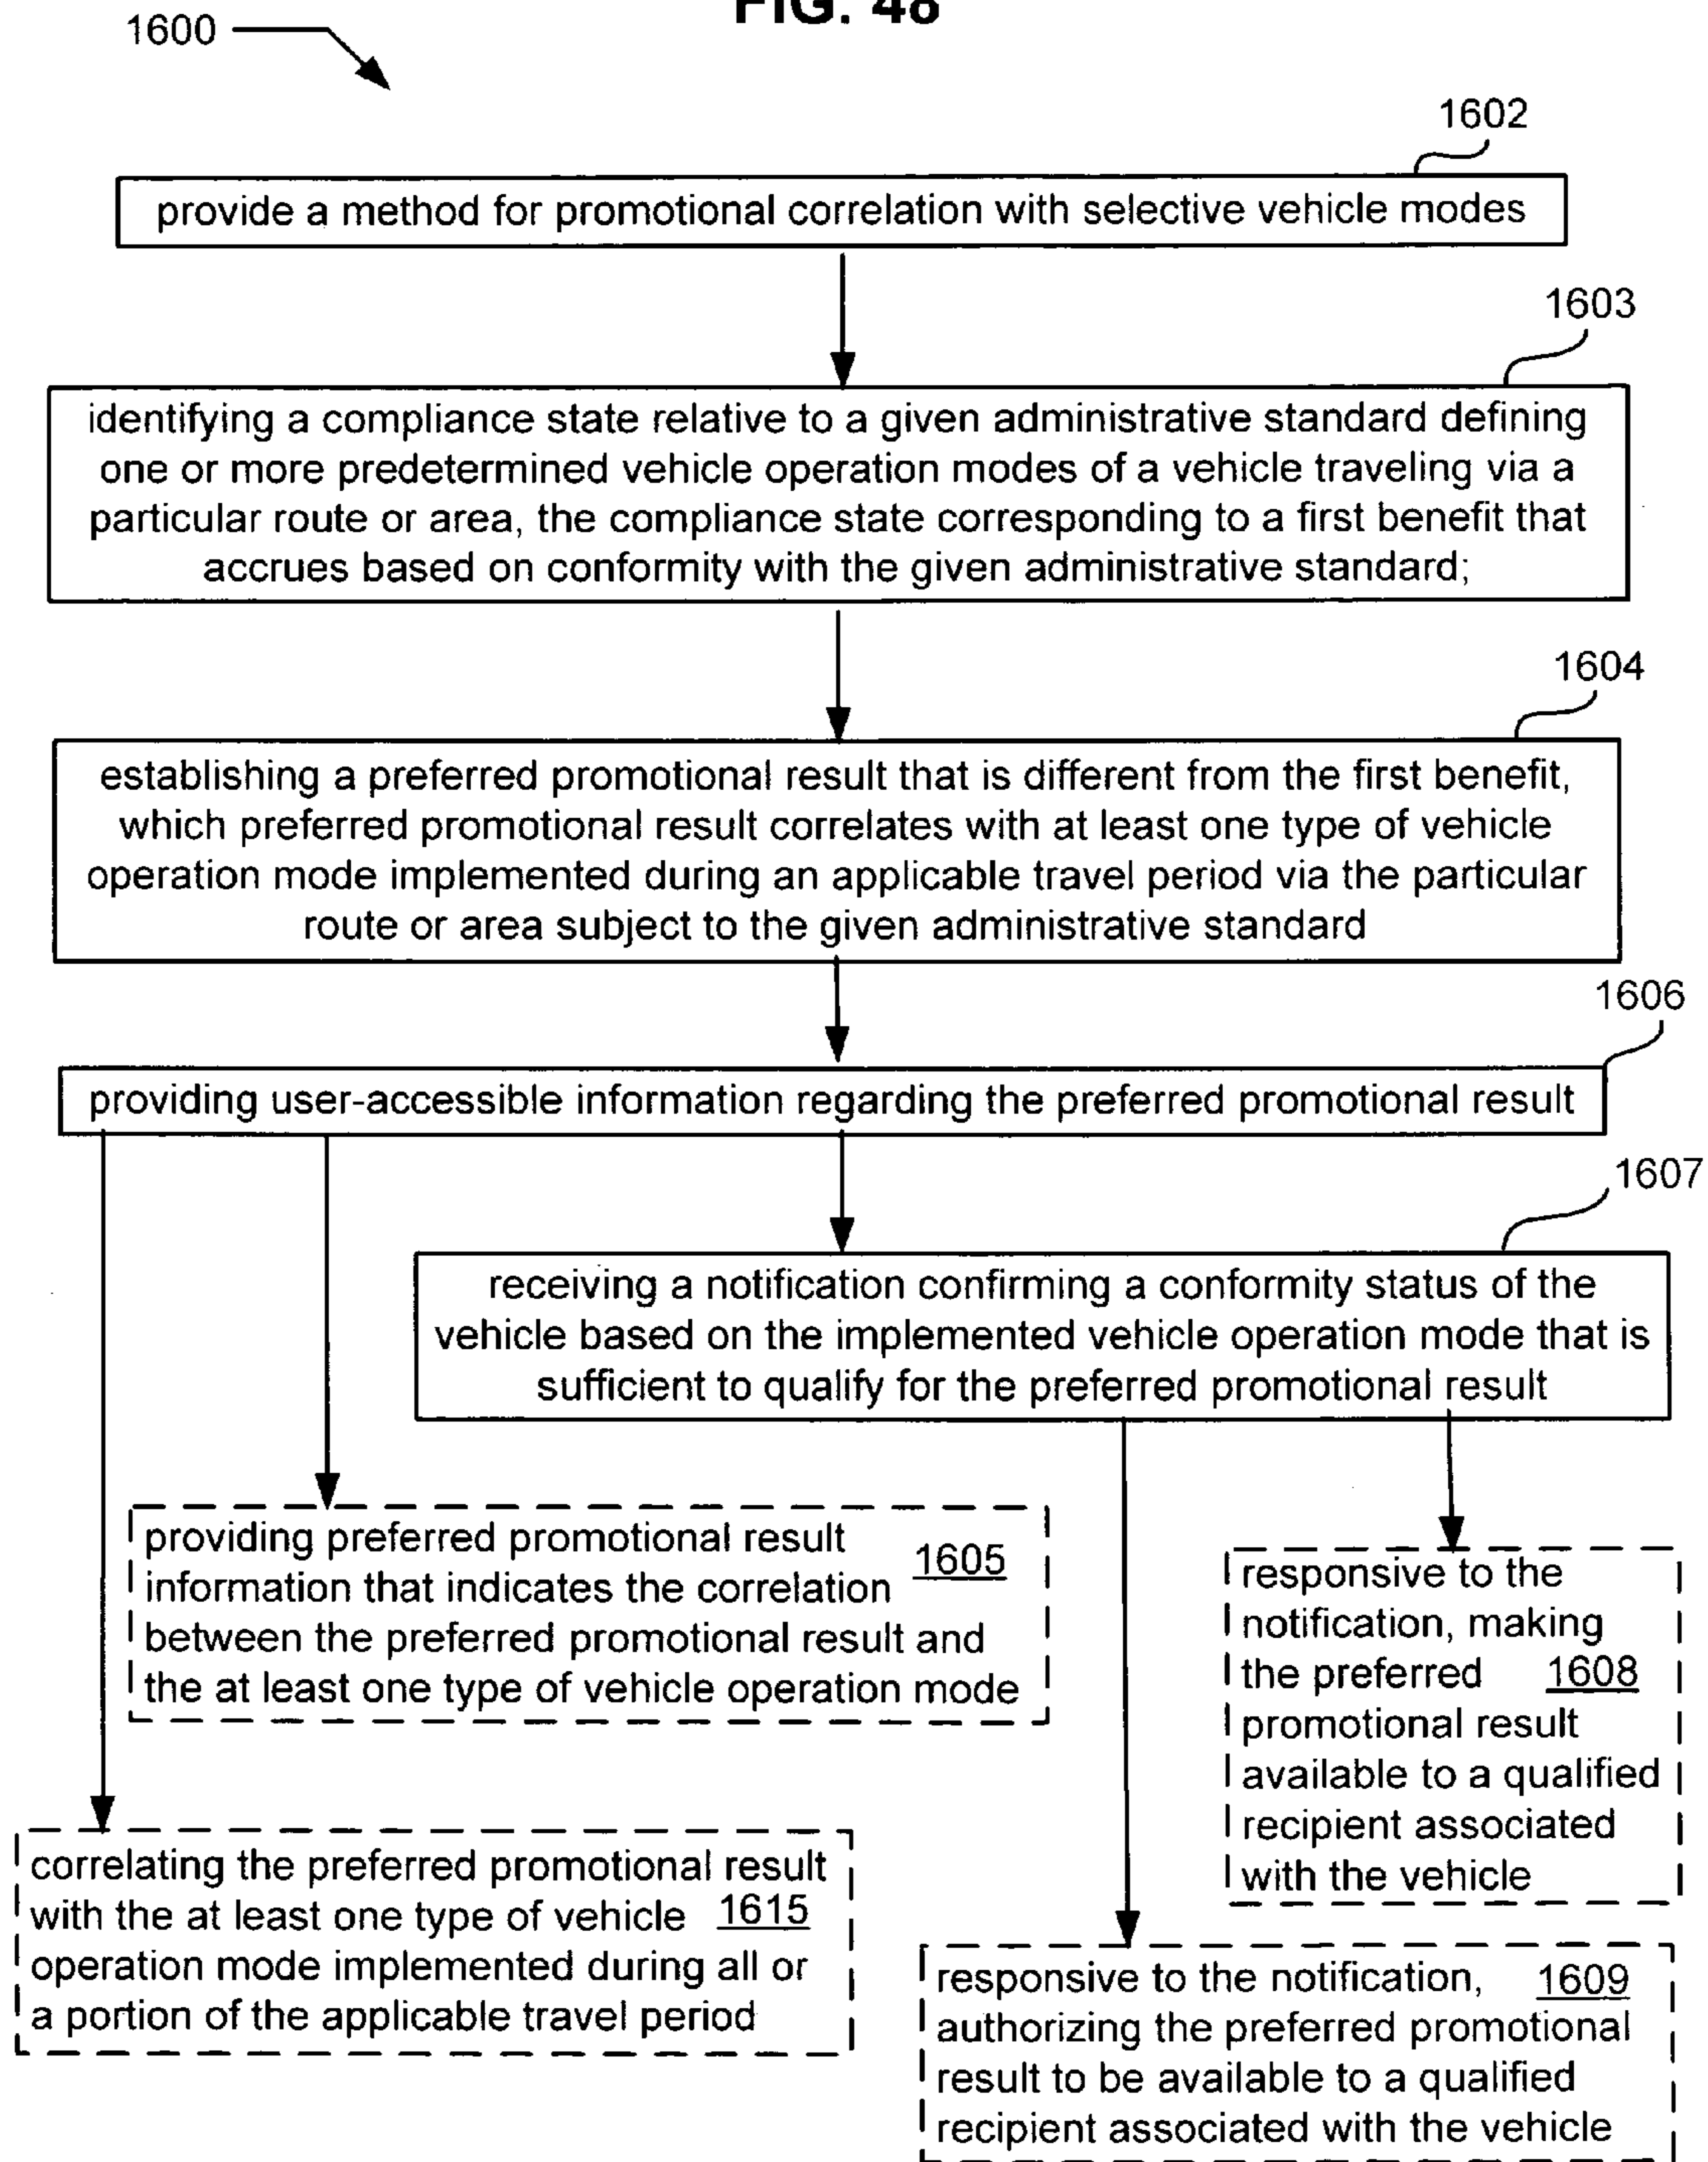 FIG. 48
1600
1602
provide a method for promotional correlation with selective vehicle modes
1603
identifying a compliance state relative to a given administrative standard defining
one or more predetermined vehicle operation modes of a vehicle traveling via a
particular route or area, the compliance state corresponding to a first benefit that
accrues based on conformity with the given administrative standard;
1604
establishing a preferred promotional result that is different from the first benefit,
which preferred promotional result correlates with at least one type of vehicle
operation mode implemented during an applicable travel period via the particular
route or area subject to the given administrative standard
1606
providing user-accessible information regarding the preferred promotional result
1607
receiving a notification confirming a conformity status of the
vehicle based on the implemented vehicle operation mode that is
sufficient to qualify for the preferred promotional result
providing preferred promotional result
1605
information that indicates the correlation
between the preferred promotional result and
the at least one type of vehicle operation mode
responsive to the
notification, making
the preferred 1608
promotional result
available to a qualified
recipient associated
with the vehicle
correlating the preferred promotional result
with the at least one type of vehicle 1615
operation mode implemented during all or
a portion of the applicable travel period
responsive to the notification, 1609
authorizing the preferred promotional
result to be available to a qualified
recipient associated with the vehicle